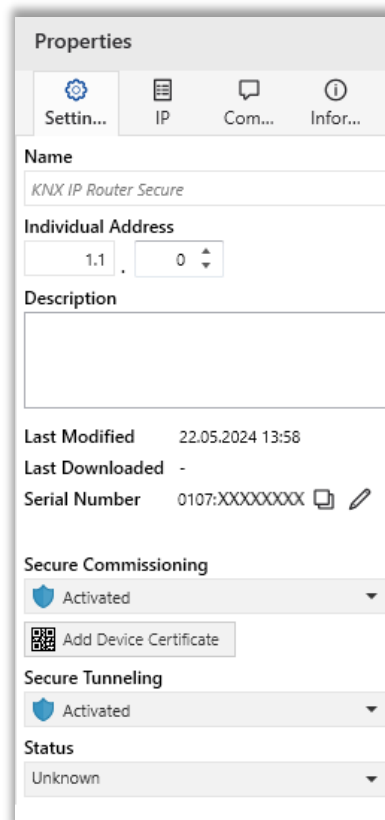 Properties
Settin... IP Com... Infor...
Name
KNX IP Router Secure
Individual Address
1.1 . 0
Description
Last Modified 22.05.2024 13:58
Last Downloaded -
Serial Number 0107:XXXXXXXX
Secure Commissioning
Activated
Add Device Certificate
Secure Tunneling
Activated
Status
Unknown